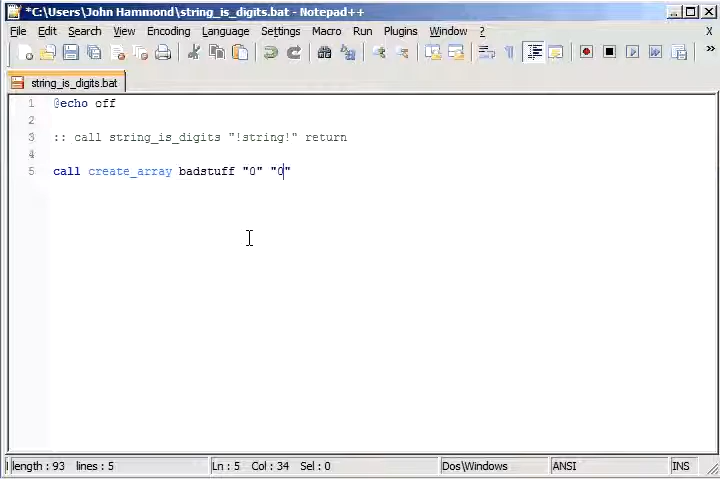 *C:\Users\John Hammond\string_is_digits.bat - Notepad++
File Edit Search View Encoding Language Settings Macro Run Plugins Window ? X
string_is_digits.bat
1 @echo off
2
3 :: call string_is_digits "!string!" return
4
5 call create_array badstuff "0" "0"
length : 93 lines : 5 Ln : 5 Col : 34 Sel : 0 Dos\Windows ANSI INS